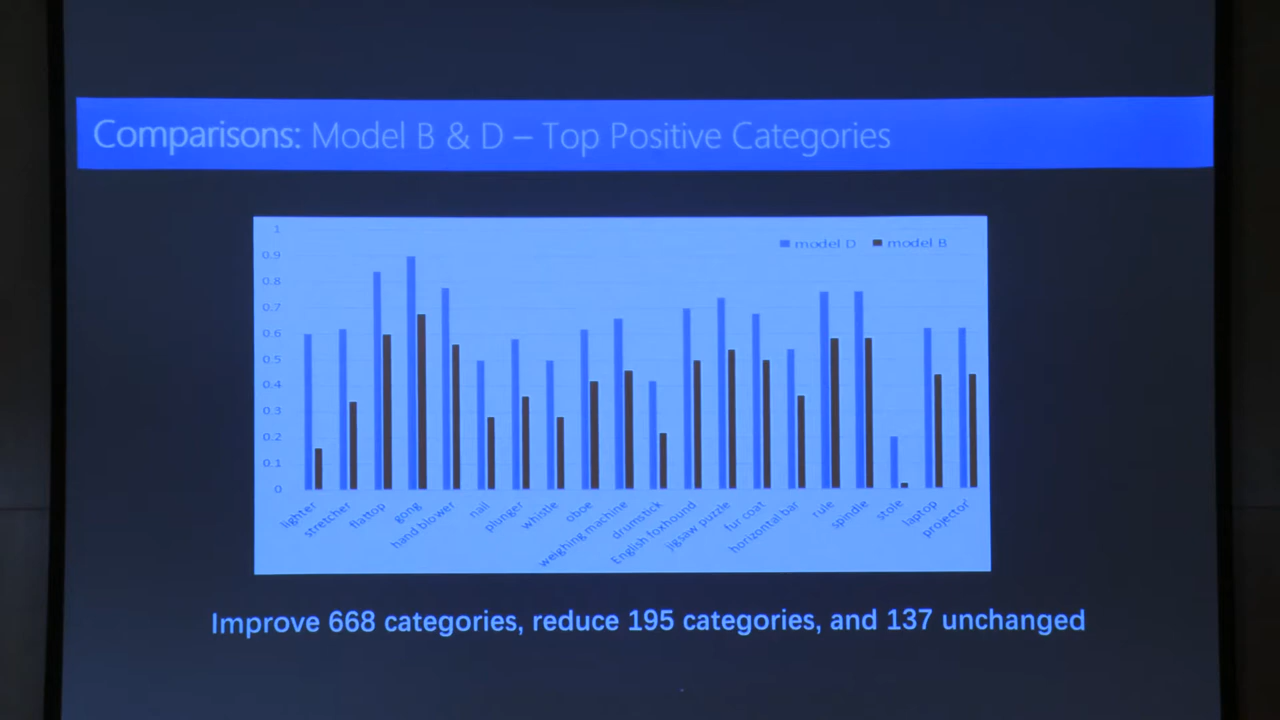 Comparisons: Model B & D – Top Positive Categories
model D model B
1
0.9
0.8
0.7
0.6
0.5
0.4
0.3
0.2
0.1
0
lighter
stretcher
flattop
gong
hand blower
nail
plunger
whistle
oboe
weighing machine
drumstick
English foxhound
jigsaw puzzle
fur coat
horizontal bar
rule
spindle
stole
laptop
projector
Improve 668 categories, reduce 195 categories, and 137 unchanged